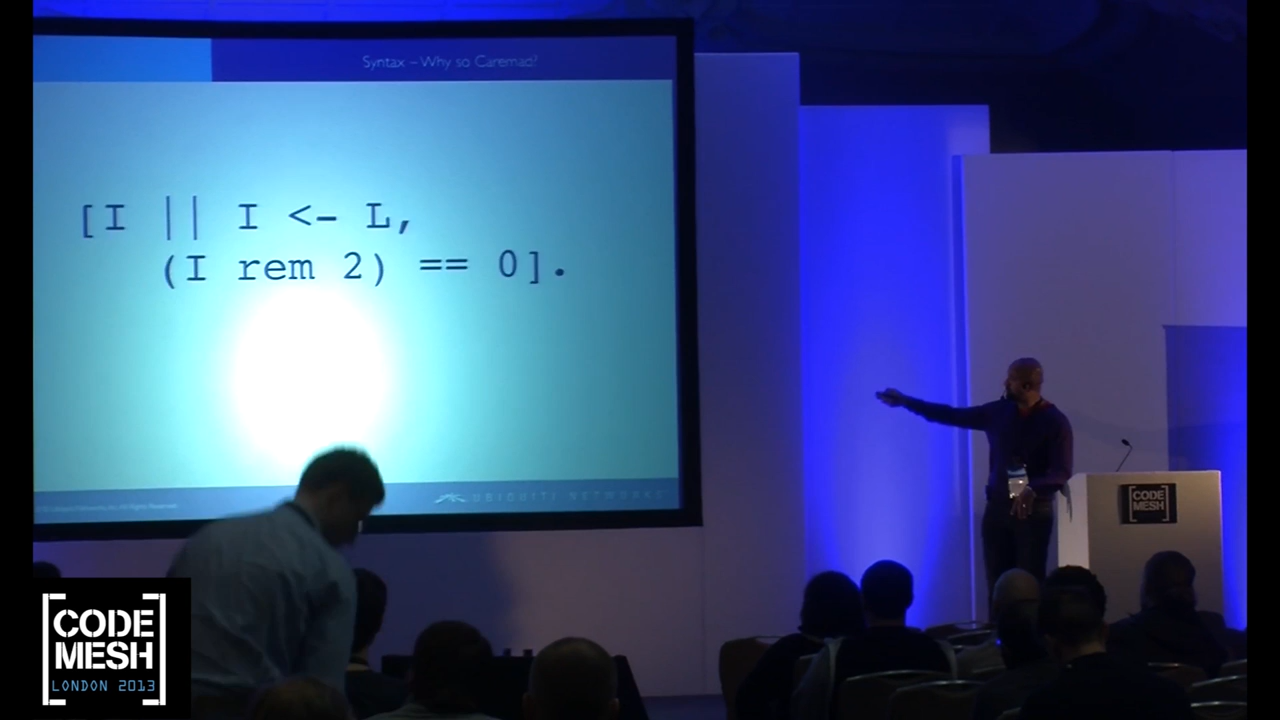 Syntax – Why so Caremad?
[I || I <- L,
(I rem 2) == 0].
UBIQUITI NETWORKS
CODE
MESH
CODE
MESH
LONDON 2013